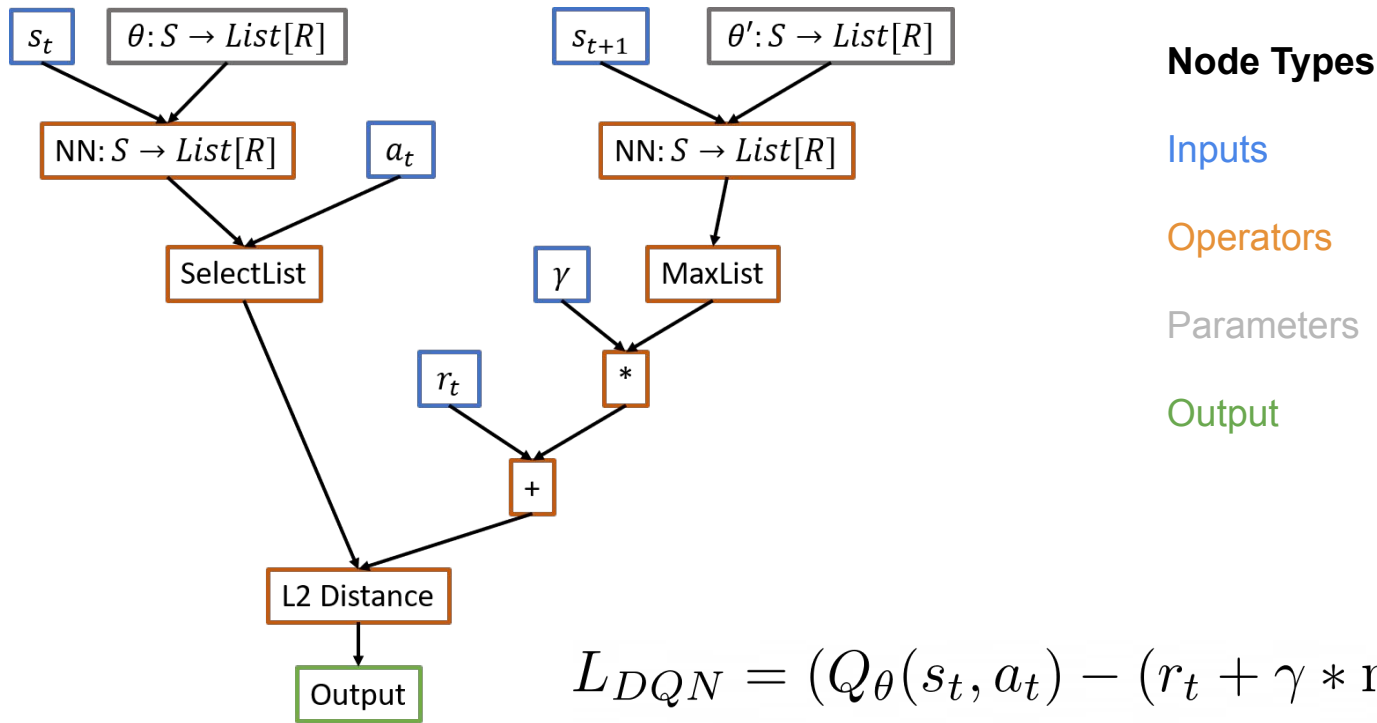 s_t
θ: S → List[R]
s_{t+1}
θ′: S → List[R]
NN: S → List[R]
a_t
NN: S → List[R]
SelectList
γ
MaxList
r_t
*
+
L2 Distance
Output
Node Types
Inputs
Operators
Parameters
Output
L_{DQN} = (Q_θ(s_t, a_t) − (r_t + γ ∗